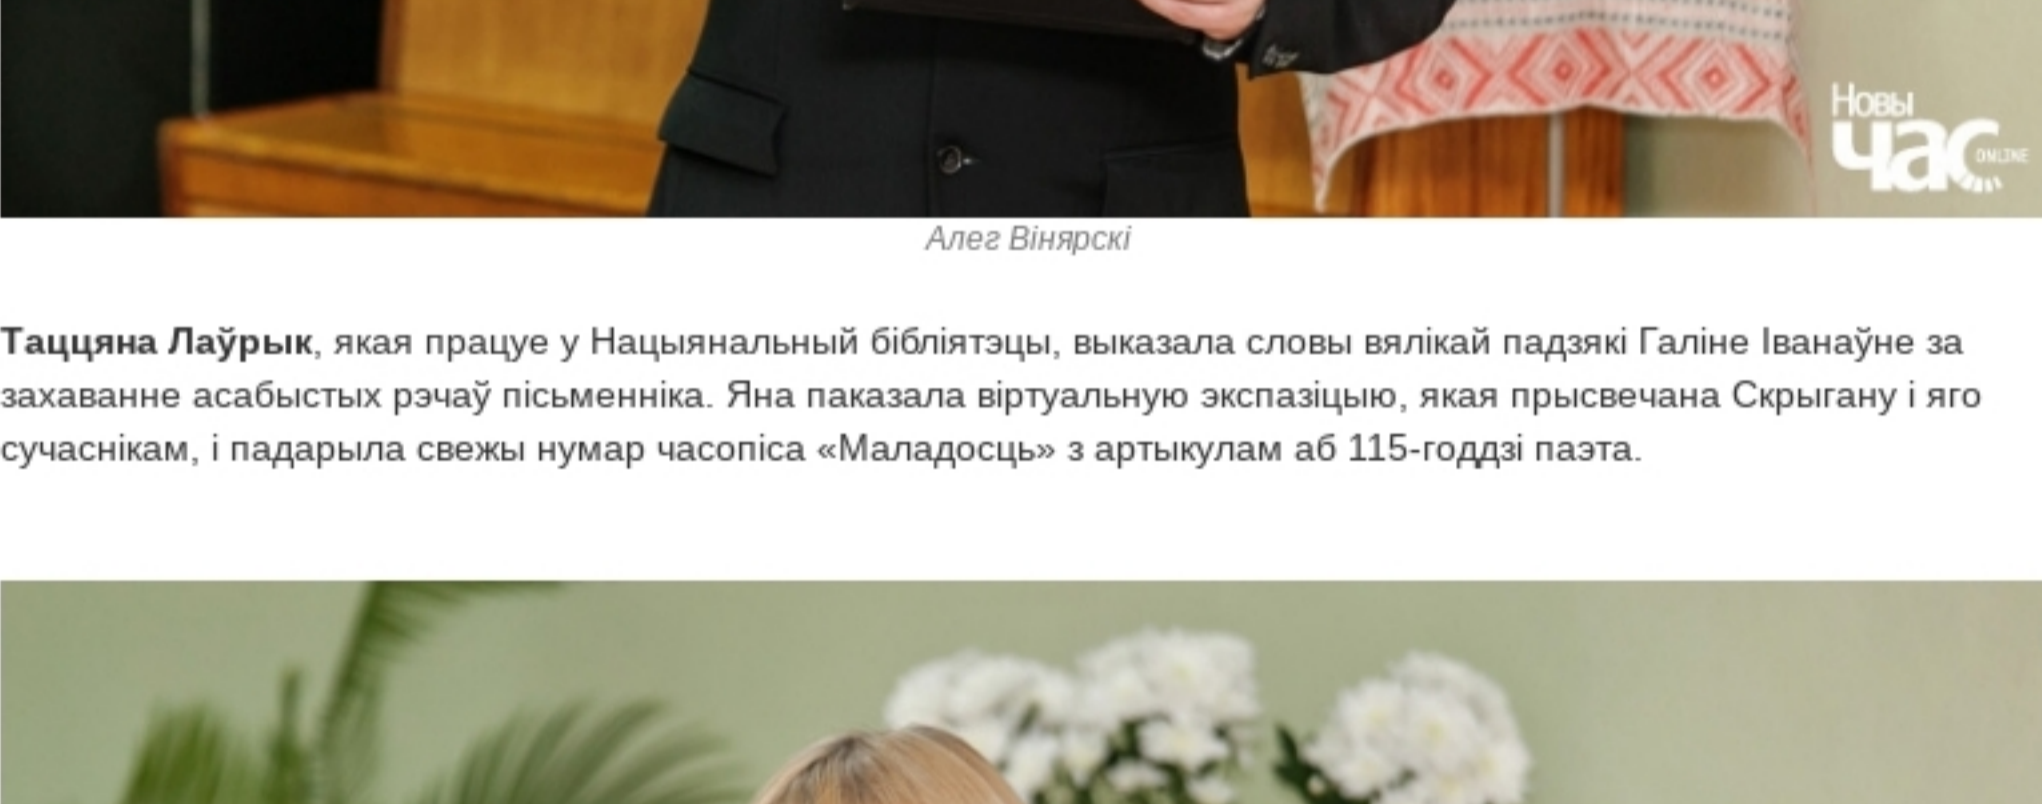 Новы
час
ONLINE
Алег Вінярскі
Таццяна Лаўрык, якая працуе у Нацыянальный бібліятэцы, выказала словы вялікай падзякі Галіне Іванаўне за
захаванне асабыстых рэчаў пісьменніка. Яна паказала віртуальную экспазіцыю, якая прысвечана Скрыгану і яго
сучаснікам, і падарыла свежы нумар часопіса «Маладосць» з артыкулам аб 115-годдзі паэта.